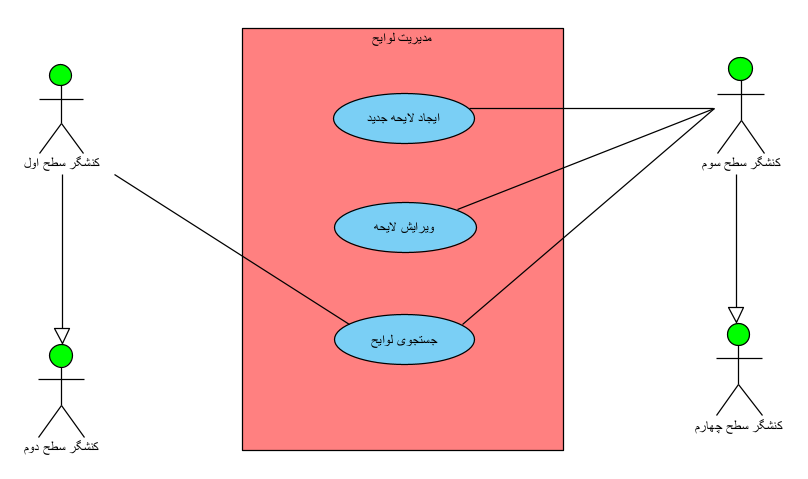 مدیریت لوایح
ایجاد لایحه جدید
کنشگر سطح اول
کنشگر سطح سوم
ویرایش لایحه
جستجوی لوایح
کنشگر سطح چهارم
کنشگر سطح دوم